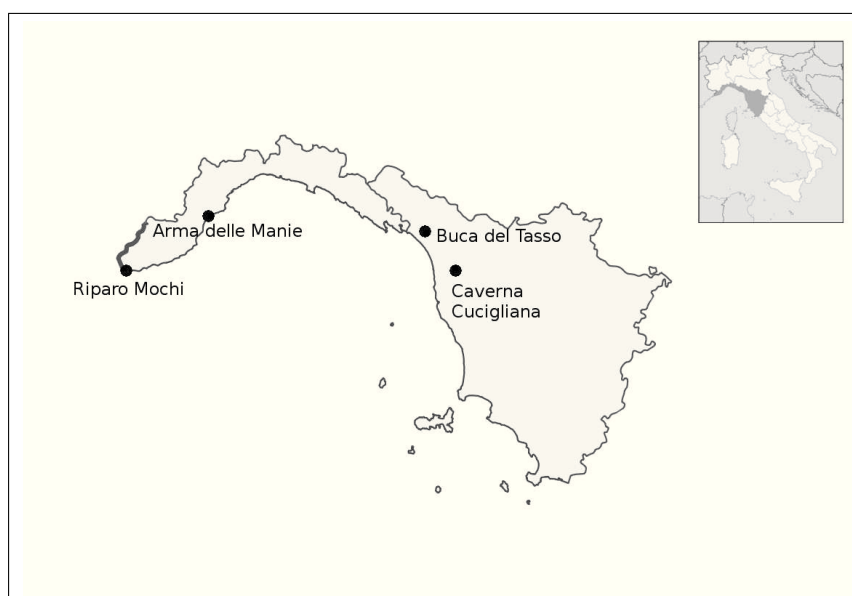 Arma delle Manie
Buca del Tasso
Riparo Mochi
Caverna
Cucigliana